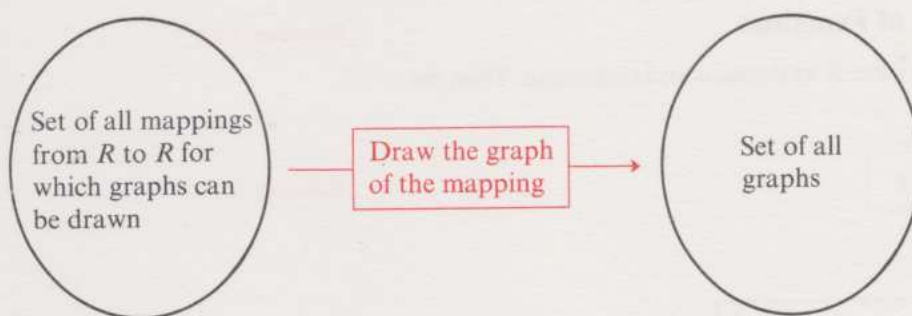 Set of all mappings
from R to R for
which graphs can
be drawn
Draw the graph
of the mapping
Set of all
graphs